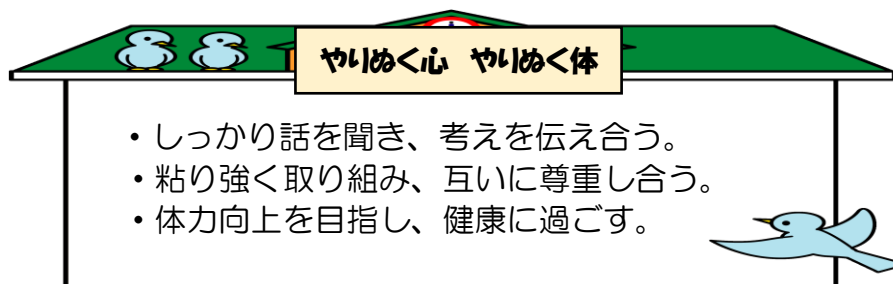 やりぬく心 やりぬく体
・しっかり話を聞き、考えを伝え合う。
・粘り強く取り組み、互いに尊重し合う。
・体力向上を目指し、健康に過ごす。